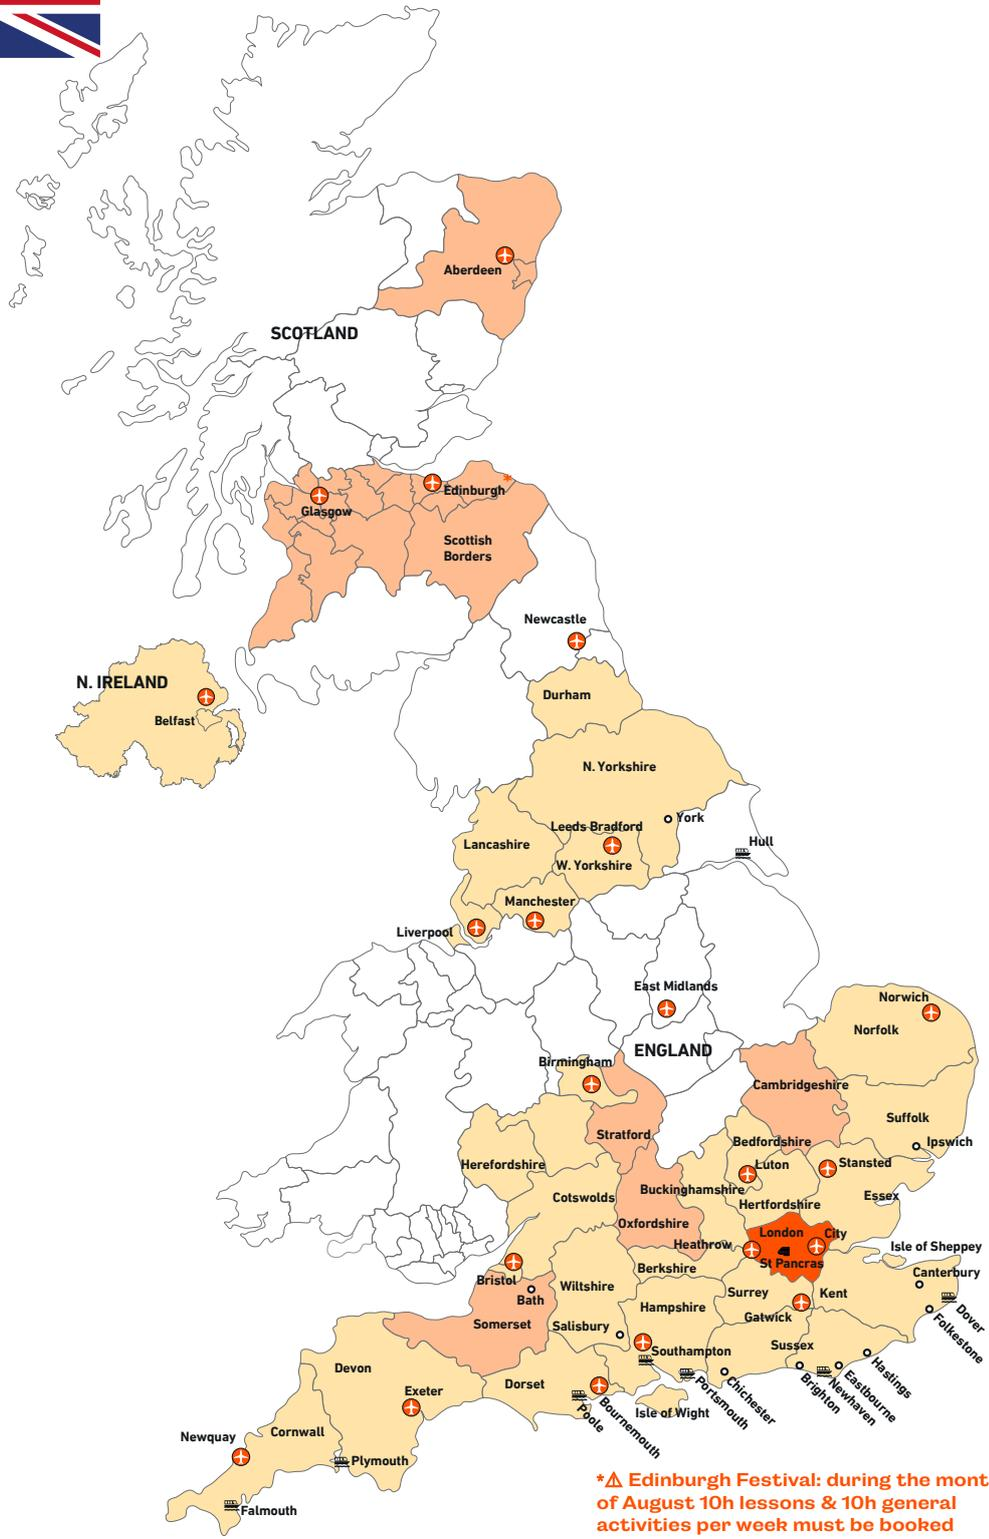 Aberdeen
SCOTLAND
Edinburgh
*
Glasgow
Scottish
Borders
Newcastle
N. IRELAND
Belfast
Durham
N. Yorkshire
York
Leeds Bradford
Hull
Lancashire
W. Yorkshire
Manchester
Liverpool
East Midlands
Norwich
Norfolk
ENGLAND
Birmingham
Cambridgeshire
Suffolk
Stratford
Bedfordshire
Ipswich
Herefordshire
Luton
Stansted
Buckinghamshire
Cotswolds
Essex
Hertfordshire
Oxfordshire
London
City
Heathrow
Isle of Sheppey
St Pancras
Berkshire
Canterbury
Bristol
Wiltshire
Bath
Surrey
Kent
Hampshire
Dover
Gatwick
Folkestone
Somerset
Salisbury
Sussex
Southampton
Devon
Hastings
Dorset
Eastbourne
Newhaven
Brighton
Chichester
Portsmouth
Exeter
Isle of Wight
Poole
Bournemouth
Cornwall
Newquay
Plymouth
Falmouth
*⚠ Edinburgh Festival: during the mont
of August 10h lessons & 10h general
activities per week must be booked